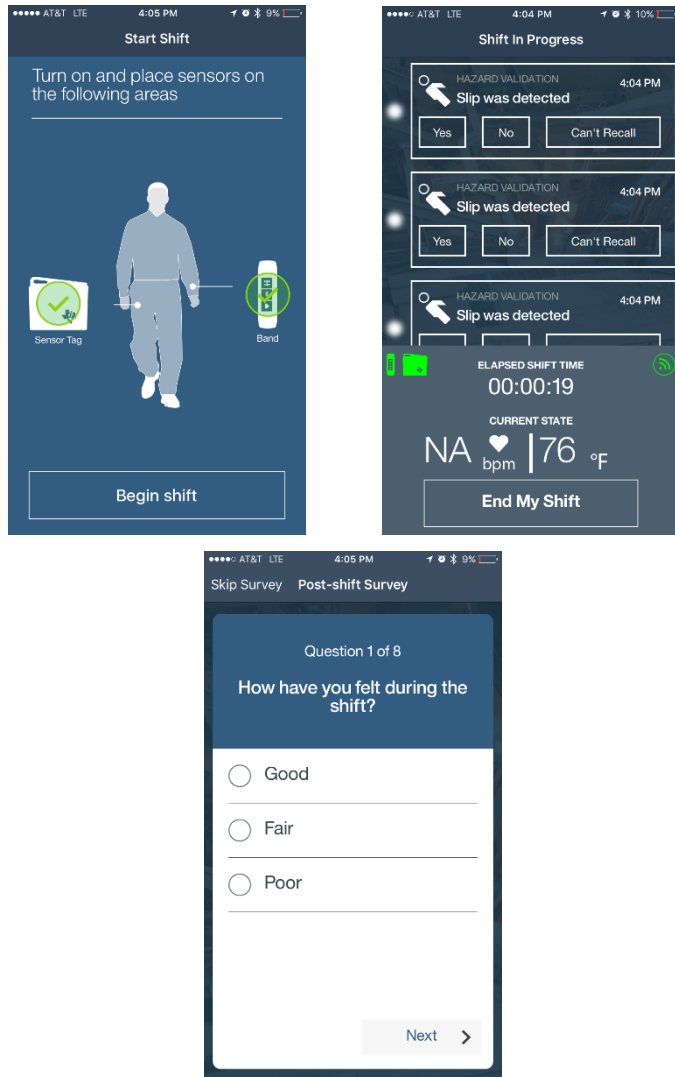 AT&T LTE 4:05 PM 9%
Start Shift
Turn on and place sensors on
the following areas
Sensor Tag
Band
Begin shift
AT&T LTE 4:04 PM 10%
Shift In Progress
HAZARD VALIDATION 4:04 PM
Slip was detected
Yes No Can't Recall
HAZARD VALIDATION 4:04 PM
Slip was detected
Yes No Can't Recall
HAZARD VALIDATION 4:04 PM
Slip was detected
ELAPSED SHIFT TIME
00:00:19
CURRENT STATE
NA bpm 76 °F
End My Shift
AT&T LTE 4:05 PM 9%
Skip Survey Post-shift Survey
Question 1 of 8
How have you felt during the
shift?
Good
Fair
Poor
Next